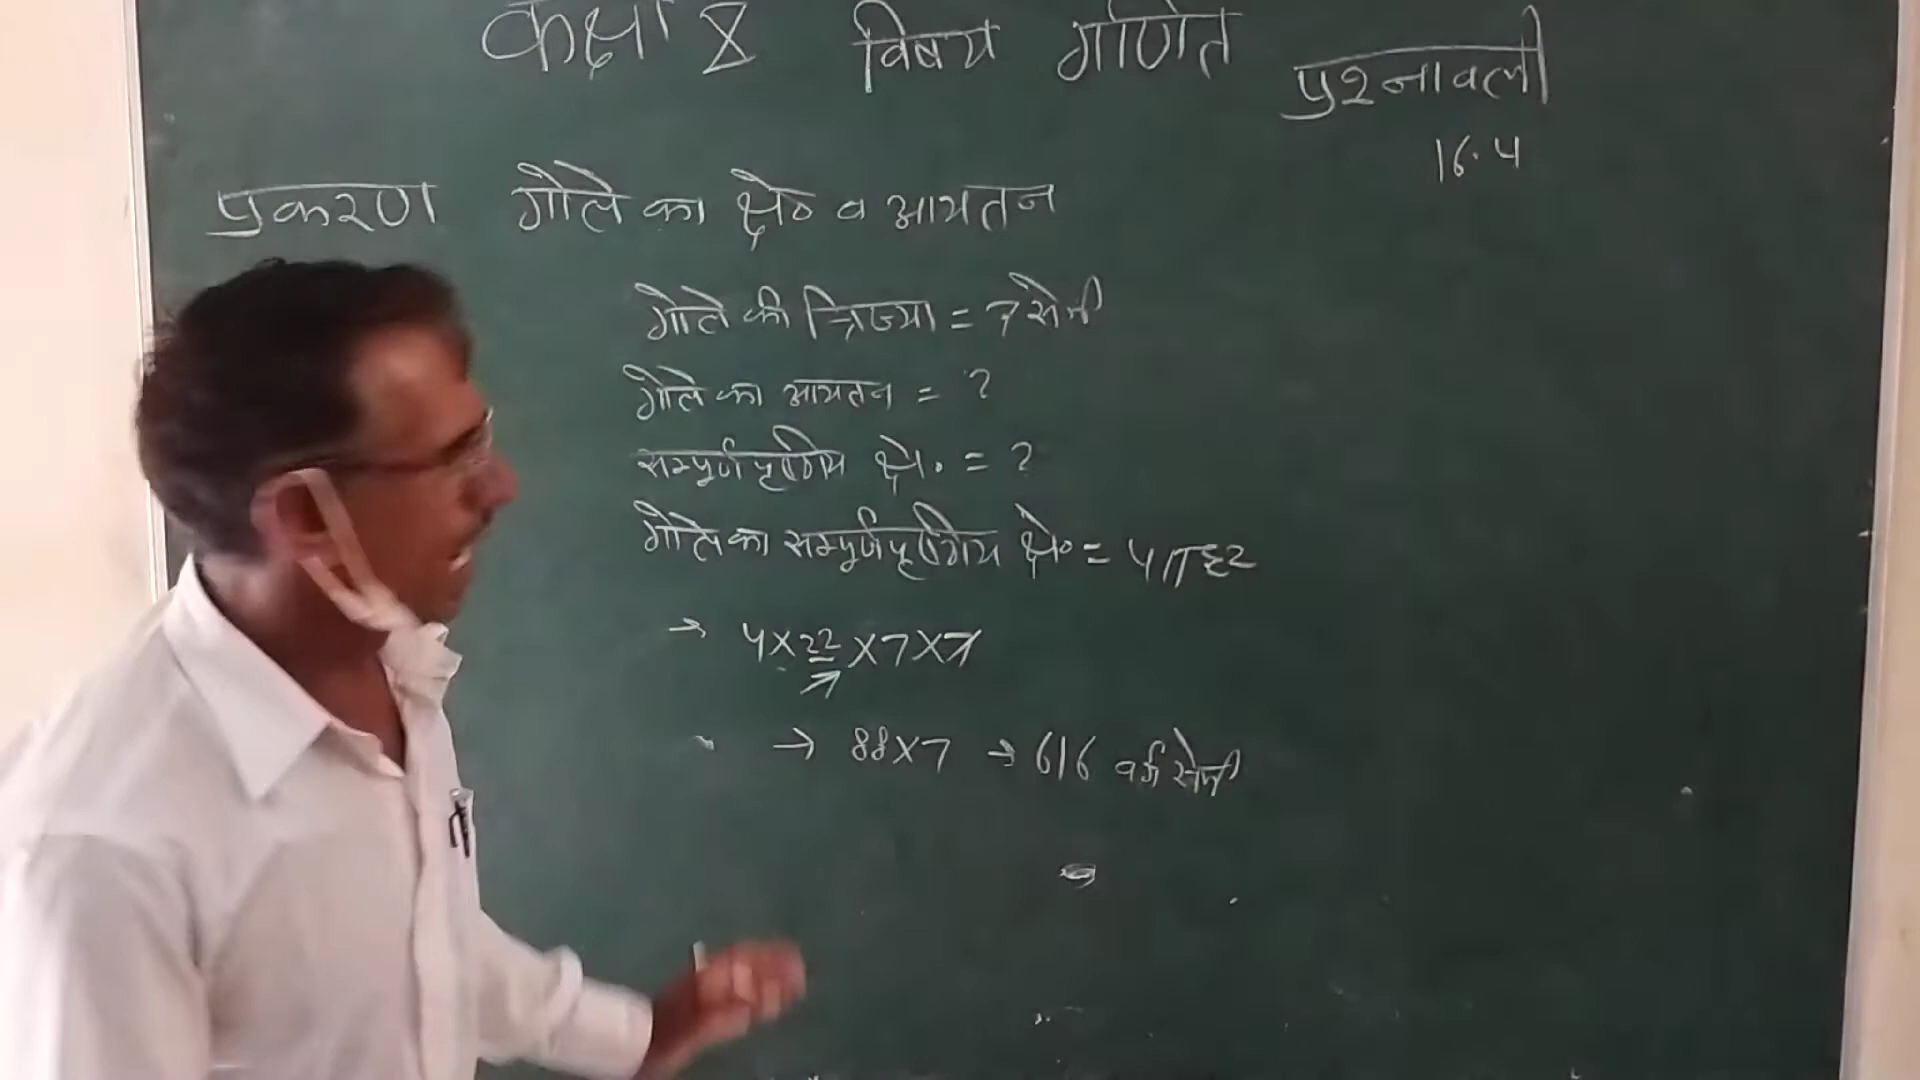 कक्षा 8 विषय गणित
प्रश्नावली
16.4
प्रकरण गोले का क्षे० व आयतन
गोले की त्रिज्या = 7 सेमी
गोले का आयतन = ?
सम्पूर्ण पृष्ठीय क्षे. = ?
गोले का सम्पूर्ण पृष्ठीय क्षे० = 4πह२
→ 4×22/7×7×7
→ 88×7 → 616 वर्ग सेमी